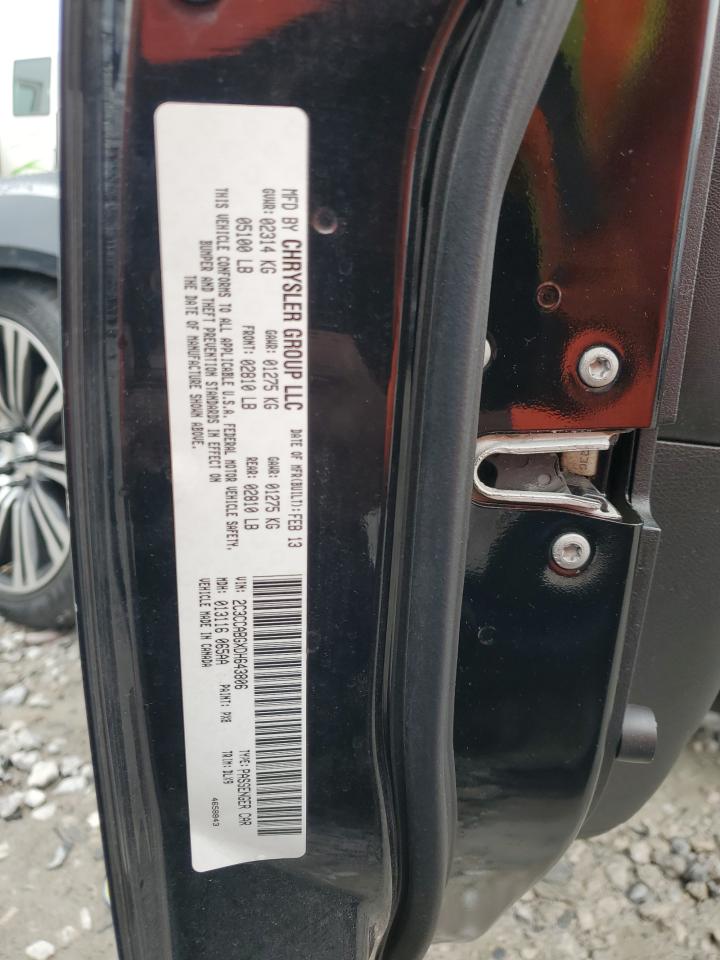 MFD BY CHRYSLER GROUP LLC
DATE OF MFR(BUILT): FEB 13
GVWR: 02314 KG
GAWR: 01275 KG
GAWR: 01275 KG
05100 LB
FRONT: 02810 LB
REAR: 02810 LB
THIS VEHICLE CONFORMS TO ALL APPLICABLE U.S.A. FEDERAL MOTOR VEHICLE SAFETY,
BUMPER AND THEFT PREVENTION STANDARDS IN EFFECT ON
THE DATE OF MANUFACTURE SHOWN ABOVE.
VIN: 2C3CCABGXDH643806
TYPE: PASSENGER CAR
MDH: 013116 065AA
PAINT: PX8
TRIM: DLX9
VEHICLE MADE IN CANADA
4658843